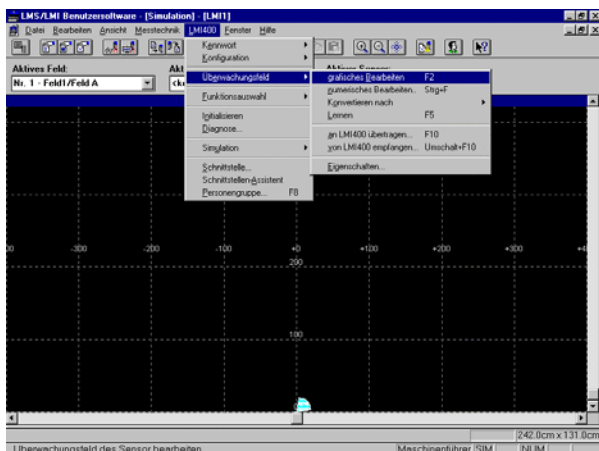 LMS/LMI Benutzersoftware - [Simulation] - [LMI1]
Datei Bearbeiten Ansicht Messtechnik LMI400 Fenster Hilfe
Aktives Feld:
Nr. 1 - Feld1/Feld A
Kennwort
Konfiguration
Überwachungsfeld
Funktionsauswahl
Initialisieren
Diagnose...
Simulation
Schnittstelle...
Schnittstellen-Assistent
Personengruppe... F8
grafisches Bearbeiten F2
numerisches Bearbeiten.. Strg+F
Konvertieren nach
Lernen F5
an LMI400 übertragen... F10
von LMI400 empfangen... Umschalt+F10
Eigenschaften...
-300 -200 -100 +0 +100 +200 +300
200
100
242.0cm x 131.0cm
Überwachungsfeld des Sensor bearbeiten Maschinenführer SIM NUM